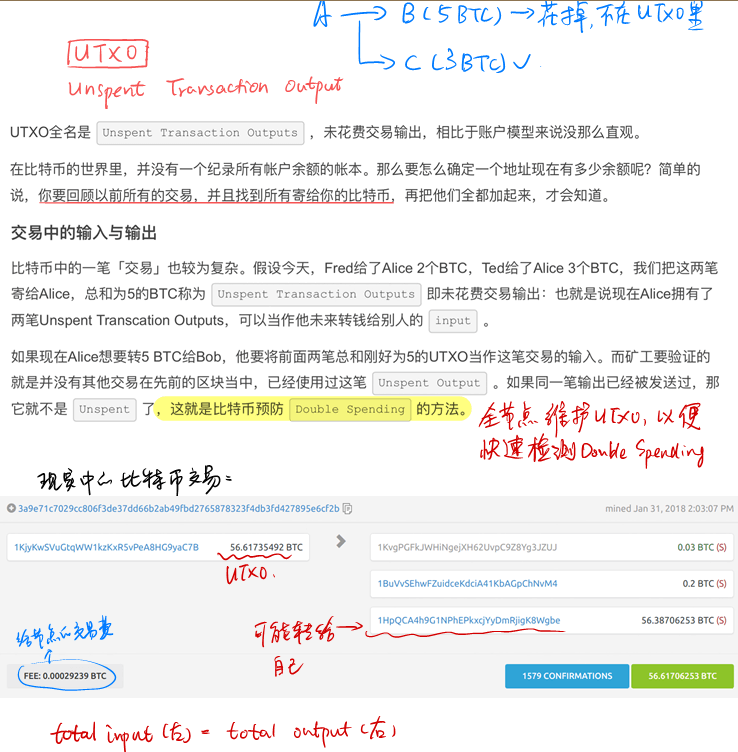 A → B (5 BTC) → 花掉, 不在 UTXO里
↳ C (3BTC) ✓
UTXO
Unspent Transaction Output
UTXO全名是 Unspent Transaction Outputs ，未花费交易输出，相比于账户模型来说没那么直观。
在比特币的世界里，并没有一个纪录所有帐户余额的帐本。那么要怎么确定一个地址现在有多少余额呢？简单的
说，你要回顾以前所有的交易，并且找到所有寄给你的比特币，再把他们全都加起来，才会知道。
交易中的输入与输出
比特币中的一笔「交易」也较为复杂。假设今天，Fred给了Alice 2个BTC，Ted给了Alice 3个BTC，我们把这两笔
寄给Alice，总和为5的BTC称为 Unspent Transaction Outputs 即未花费交易输出：也就是说现在Alice拥有了
两笔Unspent Transcation Outputs，可以当作他未来转钱给别人的 input 。
如果现在Alice想要转5 BTC给Bob，他要将前面两笔总和刚好为5的UTXO当作这笔交易的输入。而矿工要验证的
就是并没有其他交易在先前的区块当中，已经使用过这笔 Unspent Output 。如果同一笔输出已经被发送过，那
它就不是 Unspent 了，这就是比特币预防 Double Spending 的方法。
全节点维护UTXO, 以便
快速检测Double Spending
现实中的比特币交易:
3a9e71c7029cc806f3de37dd66b2ab49fbd2765878323f4db3fd427895e6cf2b
mined Jan 31, 2018 2:03:07 PM
1KjyKwSVuGtqWW1kzKxR5vPeA8HG9yaC7B 56.61735492 BTC
1KvgPGFkJWHiNgejXH62UvpC9Z8Yg3JZUJ 0.03 BTC (S)
UTXO.
1BuVvSEhwFZuidceKdciA41KbAGpChNvM4 0.2 BTC (S)
1HpQCA4h9G1NPhEPkxcjYyDmRjigK8Wgbe 56.38706253 BTC (S)
给节点的交易费
可能转给 →
自己
FEE: 0.00029239 BTC
1579 CONFIRMATIONS
56.61706253 BTC
total input (左) = total output (右)